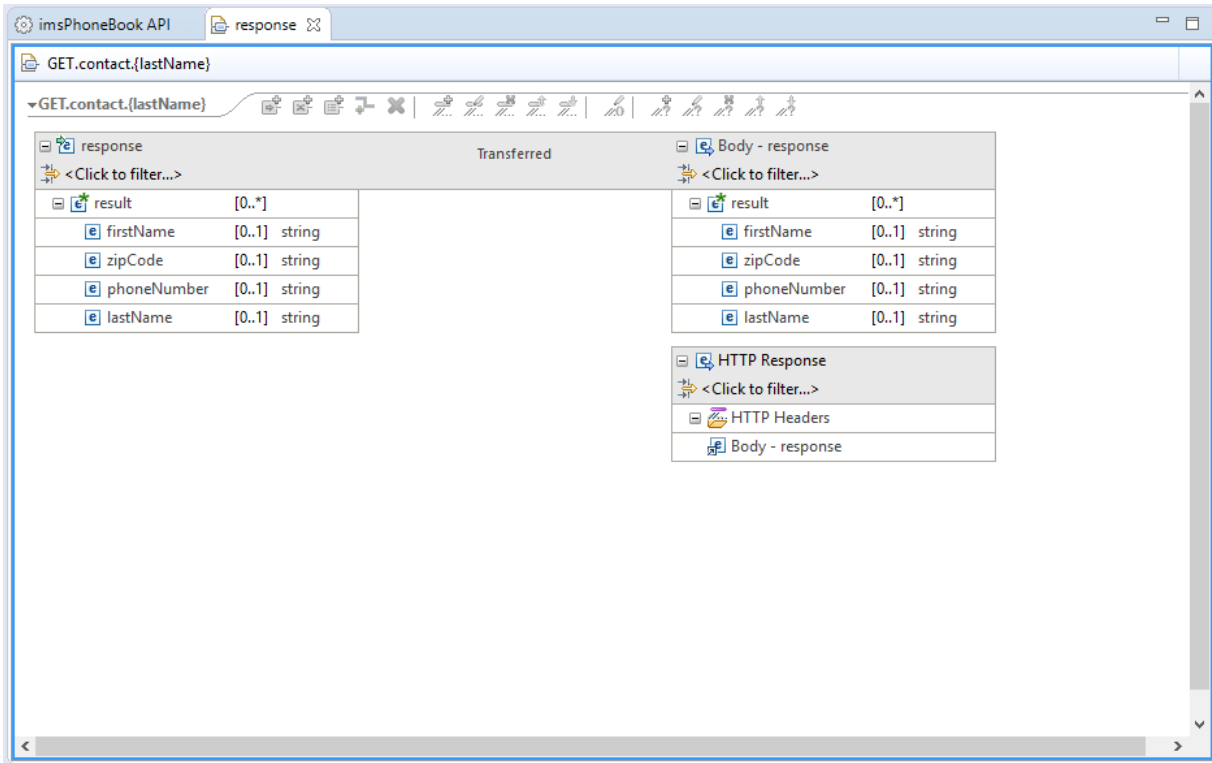 imsPhoneBook API response
GET.contact.{lastName}
GET.contact.{lastName}
response Transferred Body - response
<Click to filter...> <Click to filter...>
result [0..*] result [0..*]
firstName [0..1] string firstName [0..1] string
zipCode [0..1] string zipCode [0..1] string
phoneNumber [0..1] string phoneNumber [0..1] string
lastName [0..1] string lastName [0..1] string
HTTP Response
<Click to filter...>
HTTP Headers
Body - response